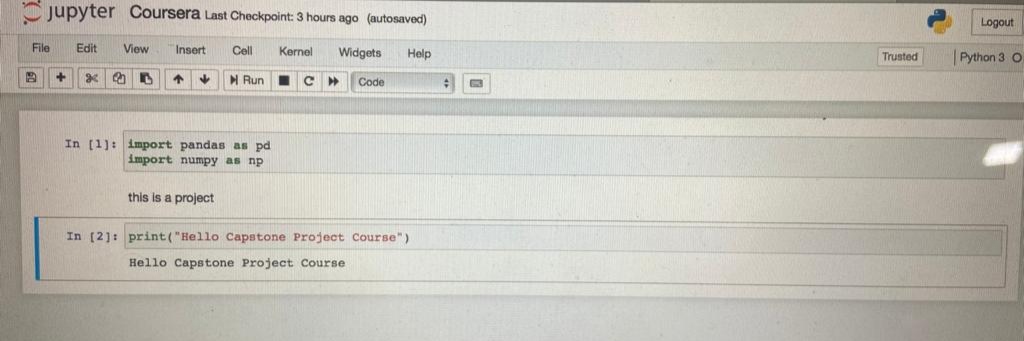 jupyter Coursera Last Checkpoint: 3 hours ago (autosaved)
Logout
File Edit View Insert Cell Kernel Widgets Help
Trusted Python 3
Run Code
In [1]: import pandas as pd
import numpy as np
this is a project
In [2]: print("Hello Capstone Project Course")
Hello Capstone Project Course